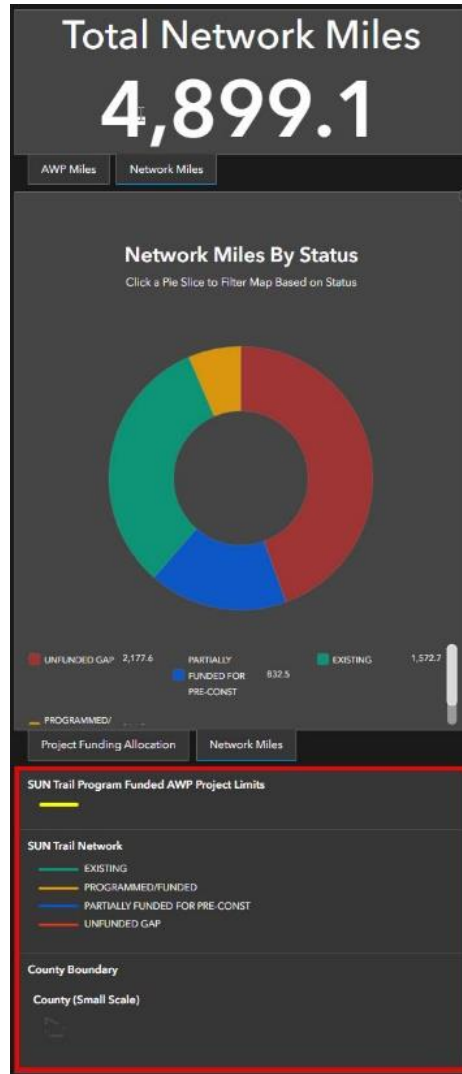 Total Network Miles
4,899.1
AWP Miles
Network Miles
Network Miles By Status
Click a Pie Slice to Filter Map Based on Status
UNFUNDED GAP 2,177.6
PARTIALLY
FUNDED FOR
PRE-CONST
832.5
EXISTING 1,572.7
PROGRAMMED/
Project Funding Allocation
Network Miles
SUN Trail Program Funded AWP Project Limits
SUN Trail Network
EXISTING
PROGRAMMED/FUNDED
PARTIALLY FUNDED FOR PRE-CONST
UNFUNDED GAP
County Boundary
County (Small Scale)